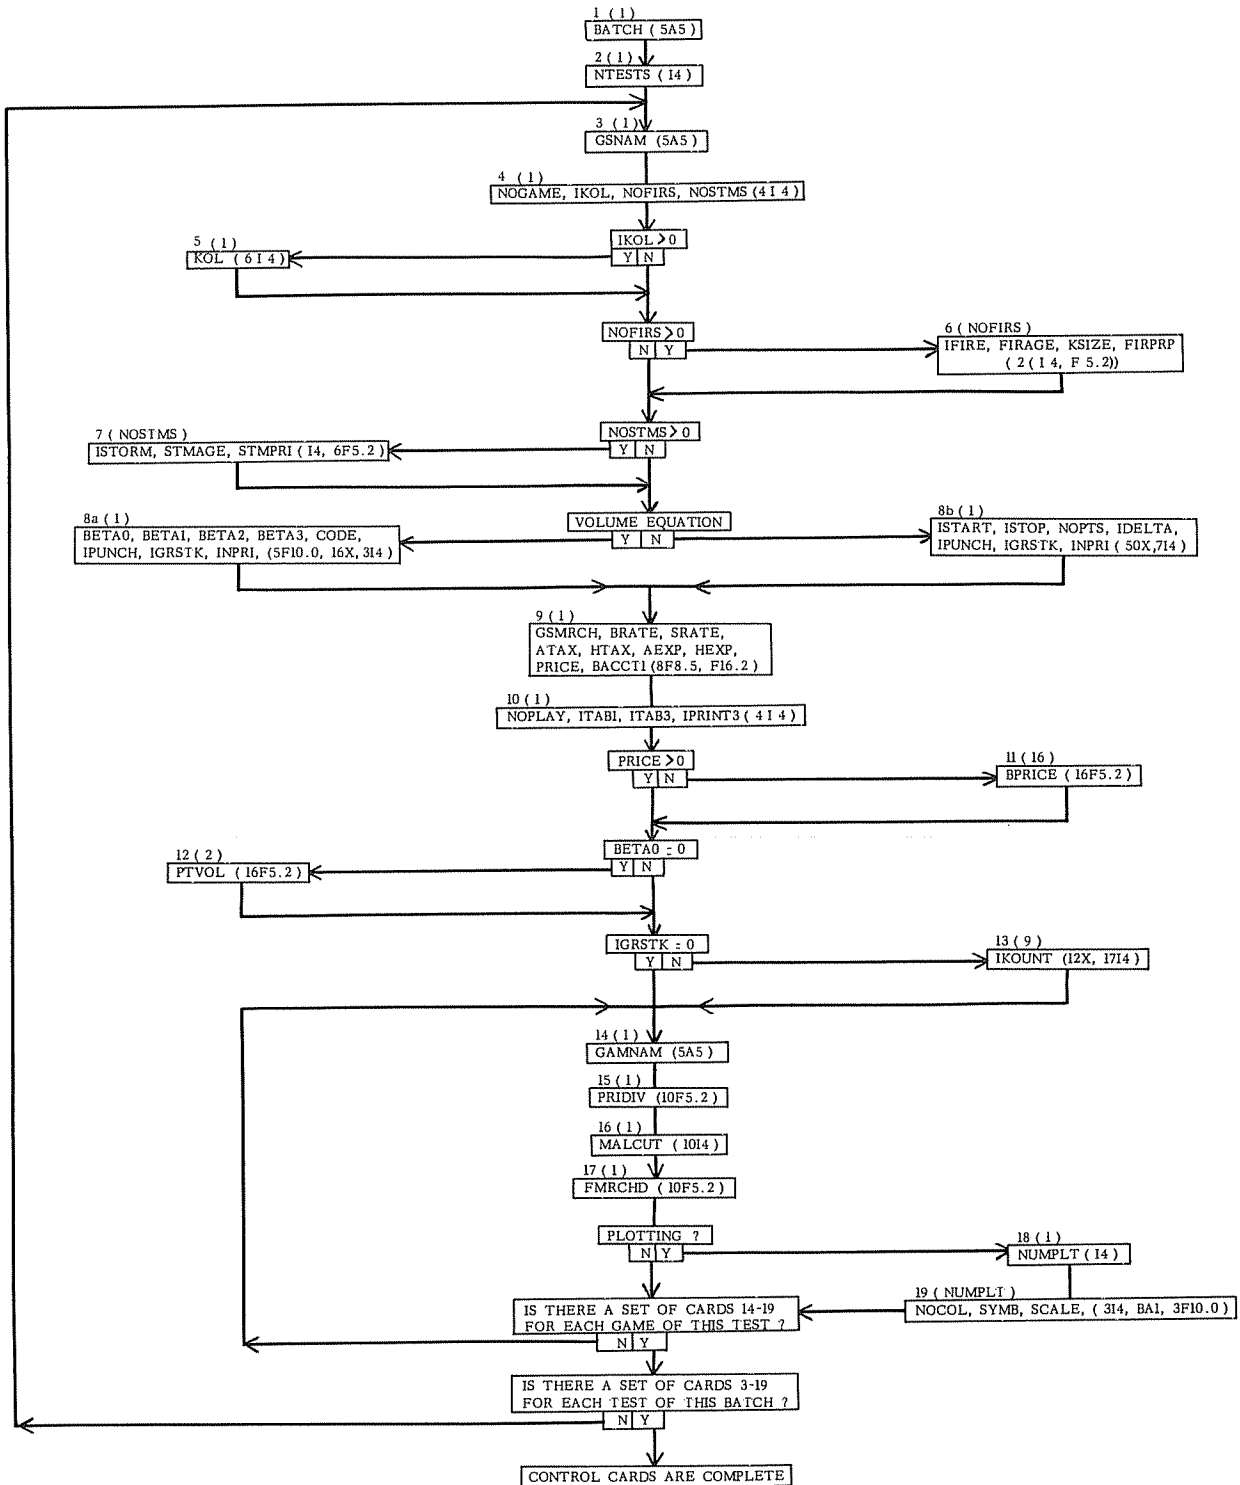 1 (1)
BATCH (5A5)
2 (1)
NTESTS (I4)
3 (1)
GSNAM (5A5)
4 (1)
NOGAME, IKOL, NOFIRS, NOSTMS (4I4)
IKOL > 0
Y N
5 (1)
KOL (6I4)
NOFIRS > 0
N Y
6 (NOFIRS)
IFIRE, FIRAGE, KSIZE, FIRPRP
(2(I4, F5.2))
NOSTMS > 0
Y N
7 (NOSTMS)
ISTORM, STMAGE, STMPRI (I4, 6F5.2)
VOLUME EQUATION
Y N
8a (1)
BETA0, BETA1, BETA2, BETA3, CODE,
IPUNCH, IGRSTK, INPRI, (5F10.0, 16X, 3I4)
8b (1)
ISTART, ISTOP, NOPTS, IDELTA,
IPUNCH, IGRSTK, INPRI (50X,7I4)
9 (1)
GSMRCH, BRATE, SRATE,
ATAX, HTAX, AEXP, HEXP,
PRICE, BACCT1 (8F8.5, F16.2)
10 (1)
NOPLAY, ITAB1, ITAB3, IPRINT3 (4I4)
PRICE > 0
Y N
11 (16)
BPRICE (16F5.2)
BETA0 = 0
Y N
12 (2)
PTVOL (16F5.2)
IGRSTK = 0
Y N
13 (9)
IKOUNT (12X, 17I4)
14 (1)
GAMNAM (5A5)
15 (1)
PRIDIV (10F5.2)
16 (1)
MALCUT (10I4)
17 (1)
FMRCHD (10F5.2)
PLOTTING ?
N Y
18 (1)
NUMPLT (I4)
19 (NUMPLT)
NOCOL, SYMB, SCALE, (3I4, BA1, 3F10.0)
IS THERE A SET OF CARDS 14-19
FOR EACH GAME OF THIS TEST ?
N Y
IS THERE A SET OF CARDS 3-19
FOR EACH TEST OF THIS BATCH ?
N Y
CONTROL CARDS ARE COMPLETE